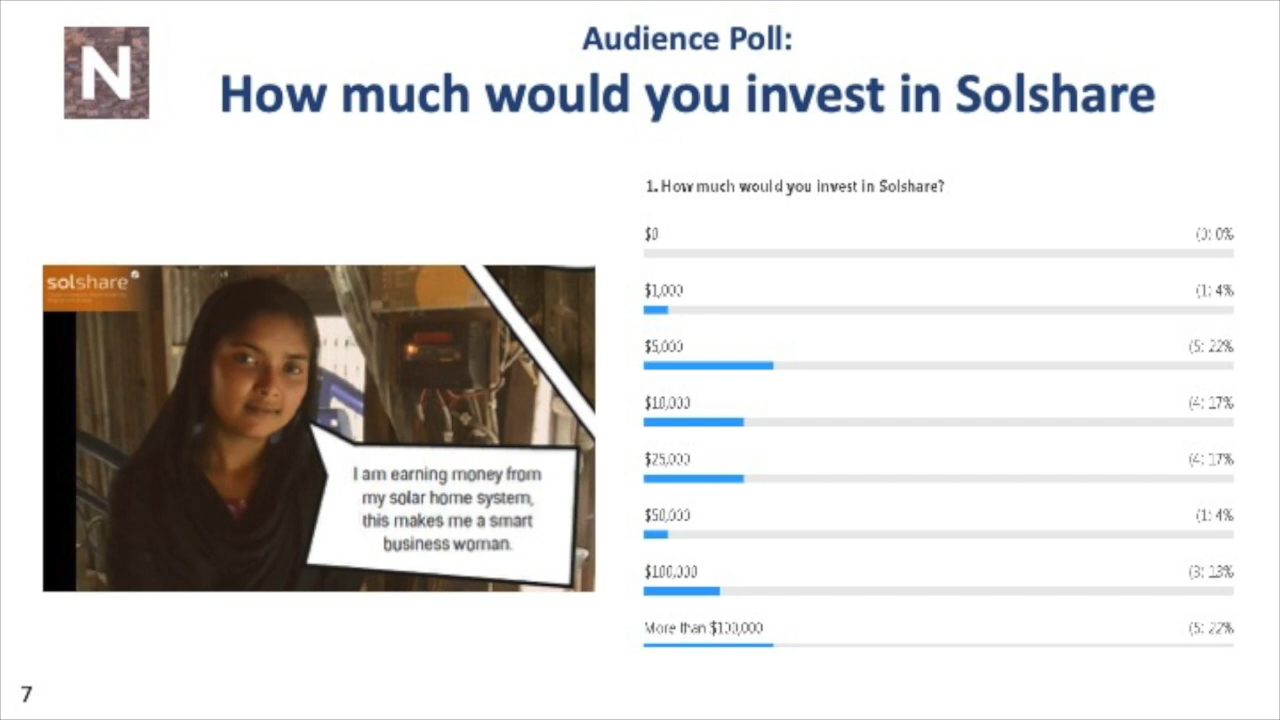 N
Audience Poll:
How much would you invest in Solshare
solshare
I am earning money from
my solar home system,
this makes me a smart
business woman.
1. How much would you invest in Solshare?
$0 (0) 0%
$1,000 (1) 4%
$5,000 (5) 22%
$10,000 (4) 17%
$25,000 (4) 17%
$50,000 (1) 4%
$100,000 (3) 13%
More than $100,000 (5) 22%
7